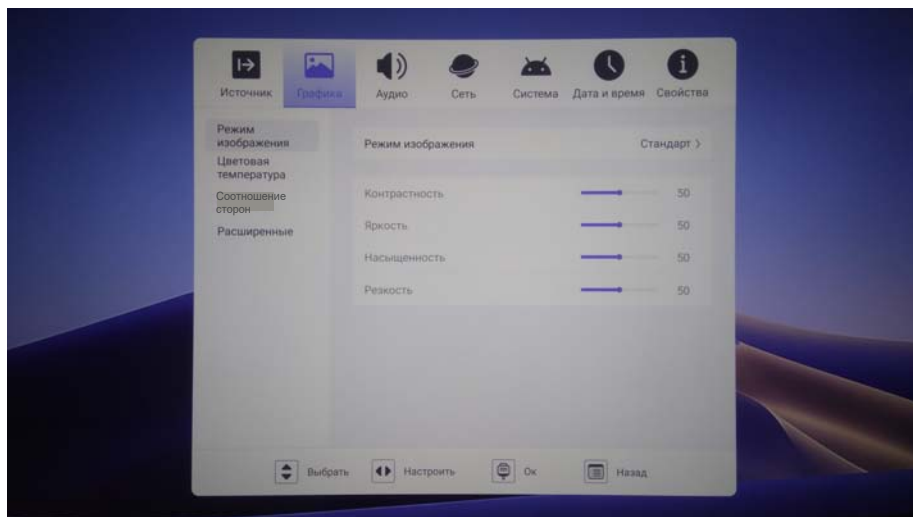 Источник Графика Аудио Сеть Система Дата и время Свойства
Режим
изображения
Цветовая
температура
Соотношение
сторон
Расширенные
Режим изображения Стандарт >
Контрастность 50
Яркость 50
Насыщенность 50
Резкость 50
Выбрать Настроить Ок Назад